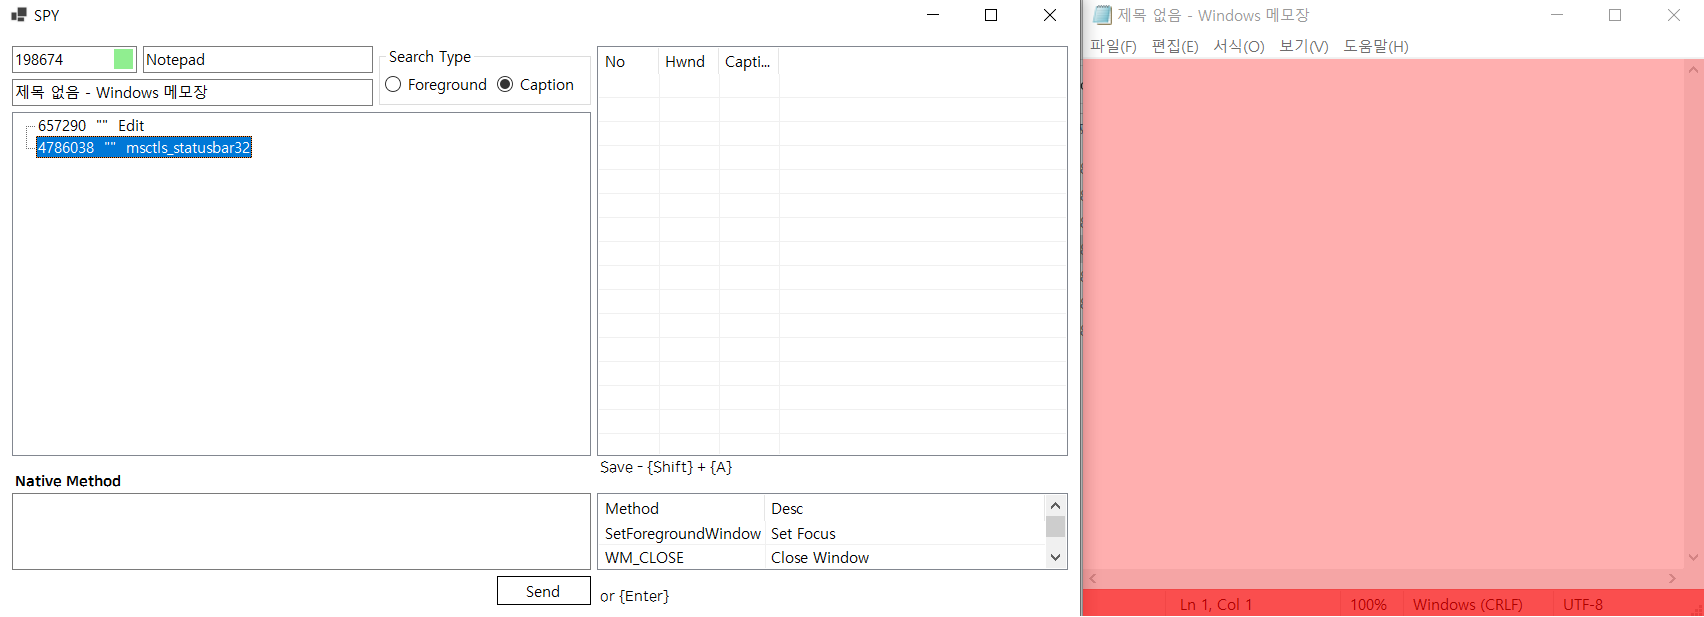 SPY
198674
Notepad
제목 없음 - Windows 메모장
Search Type
Foreground
Caption
657290 "" Edit
4786038 "" msctls_statusbar32
No Hwnd Capti...
Save - {Shift} + {A}
Native Method
Method Desc
SetForegroundWindow Set Focus
WM_CLOSE Close Window
Send
or {Enter}
제목 없음 - Windows 메모장
파일(F) 편집(E) 서식(O) 보기(V) 도움말(H)
Ln 1, Col 1 100% Windows (CRLF) UTF-8